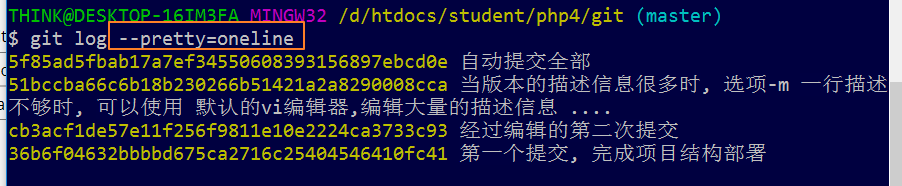 THINK@DESKTOP-16IM3EA MINGW32 /d/htdocs/student/php4/git (master)
$ git log --pretty=oneline
5f85ad5fbab17a7ef34550608393156897ebcd0e 自动提交全部
51bccba66c6b18b230266b51421a2a8290008cca 当版本的描述信息很多时, 选项-m 一行描述
不够时, 可以使用 默认的vi编辑器,编辑大量的描述信息 ....
cb3acf1de57e11f256f9811e10e2224ca3733c93 经过编辑的第二次提交
36b6f04632bbbbd675ca2716c25404546410fc41 第一个提交, 完成项目结构部署